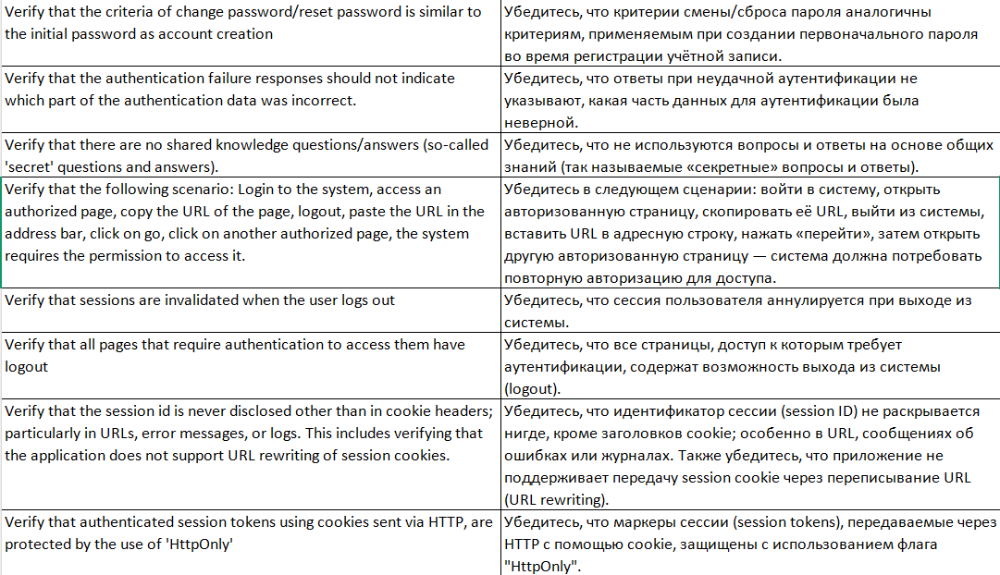 Verify that the criteria of change password/reset password is similar to
the initial password as account creation
Убедитесь, что критерии смены/сброса пароля аналогичны
критериям, применяемым при создании первоначального пароля
во время регистрации учётной записи.
Verify that the authentication failure responses should not indicate
which part of the authentication data was incorrect.
Убедитесь, что ответы при неудачной аутентификации не
указывают, какая часть данных для аутентификации была
неверной.
Verify that there are no shared knowledge questions/answers (so-called
'secret' questions and answers).
Убедитесь, что не используются вопросы и ответы на основе общих
знаний (так называемые «секретные» вопросы и ответы).
Verify that the following scenario: Login to the system, access an
authorized page, copy the URL of the page, logout, paste the URL in the
address bar, click on go, click on another authorized page, the system
requires the permission to access it.
Убедитесь в следующем сценарии: войти в систему, открыть
авторизованную страницу, скопировать её URL, выйти из системы,
вставить URL в адресную строку, нажать «перейти», затем открыть
другую авторизованную страницу — система должна потребовать
повторную авторизацию для доступа.
Verify that sessions are invalidated when the user logs out
Убедитесь, что сессия пользователя аннулируется при выходе из
системы.
Verify that all pages that require authentication to access them have
logout
Убедитесь, что все страницы, доступ к которым требует
аутентификации, содержат возможность выхода из системы
(logout).
Verify that the session id is never disclosed other than in cookie headers;
particularly in URLs, error messages, or logs. This includes verifying that
the application does not support URL rewriting of session cookies.
Убедитесь, что идентификатор сессии (session ID) не раскрывается
нигде, кроме заголовков cookie; особенно в URL, сообщениях об
ошибках или журналах. Также убедитесь, что приложение не
поддерживает передачу session cookie через переписывание URL
(URL rewriting).
Verify that authenticated session tokens using cookies sent via HTTP, are
protected by the use of 'HttpOnly'
Убедитесь, что маркеры сессии (session tokens), передаваемые через
HTTP с помощью cookie, защищены с использованием флага
"HttpOnly".